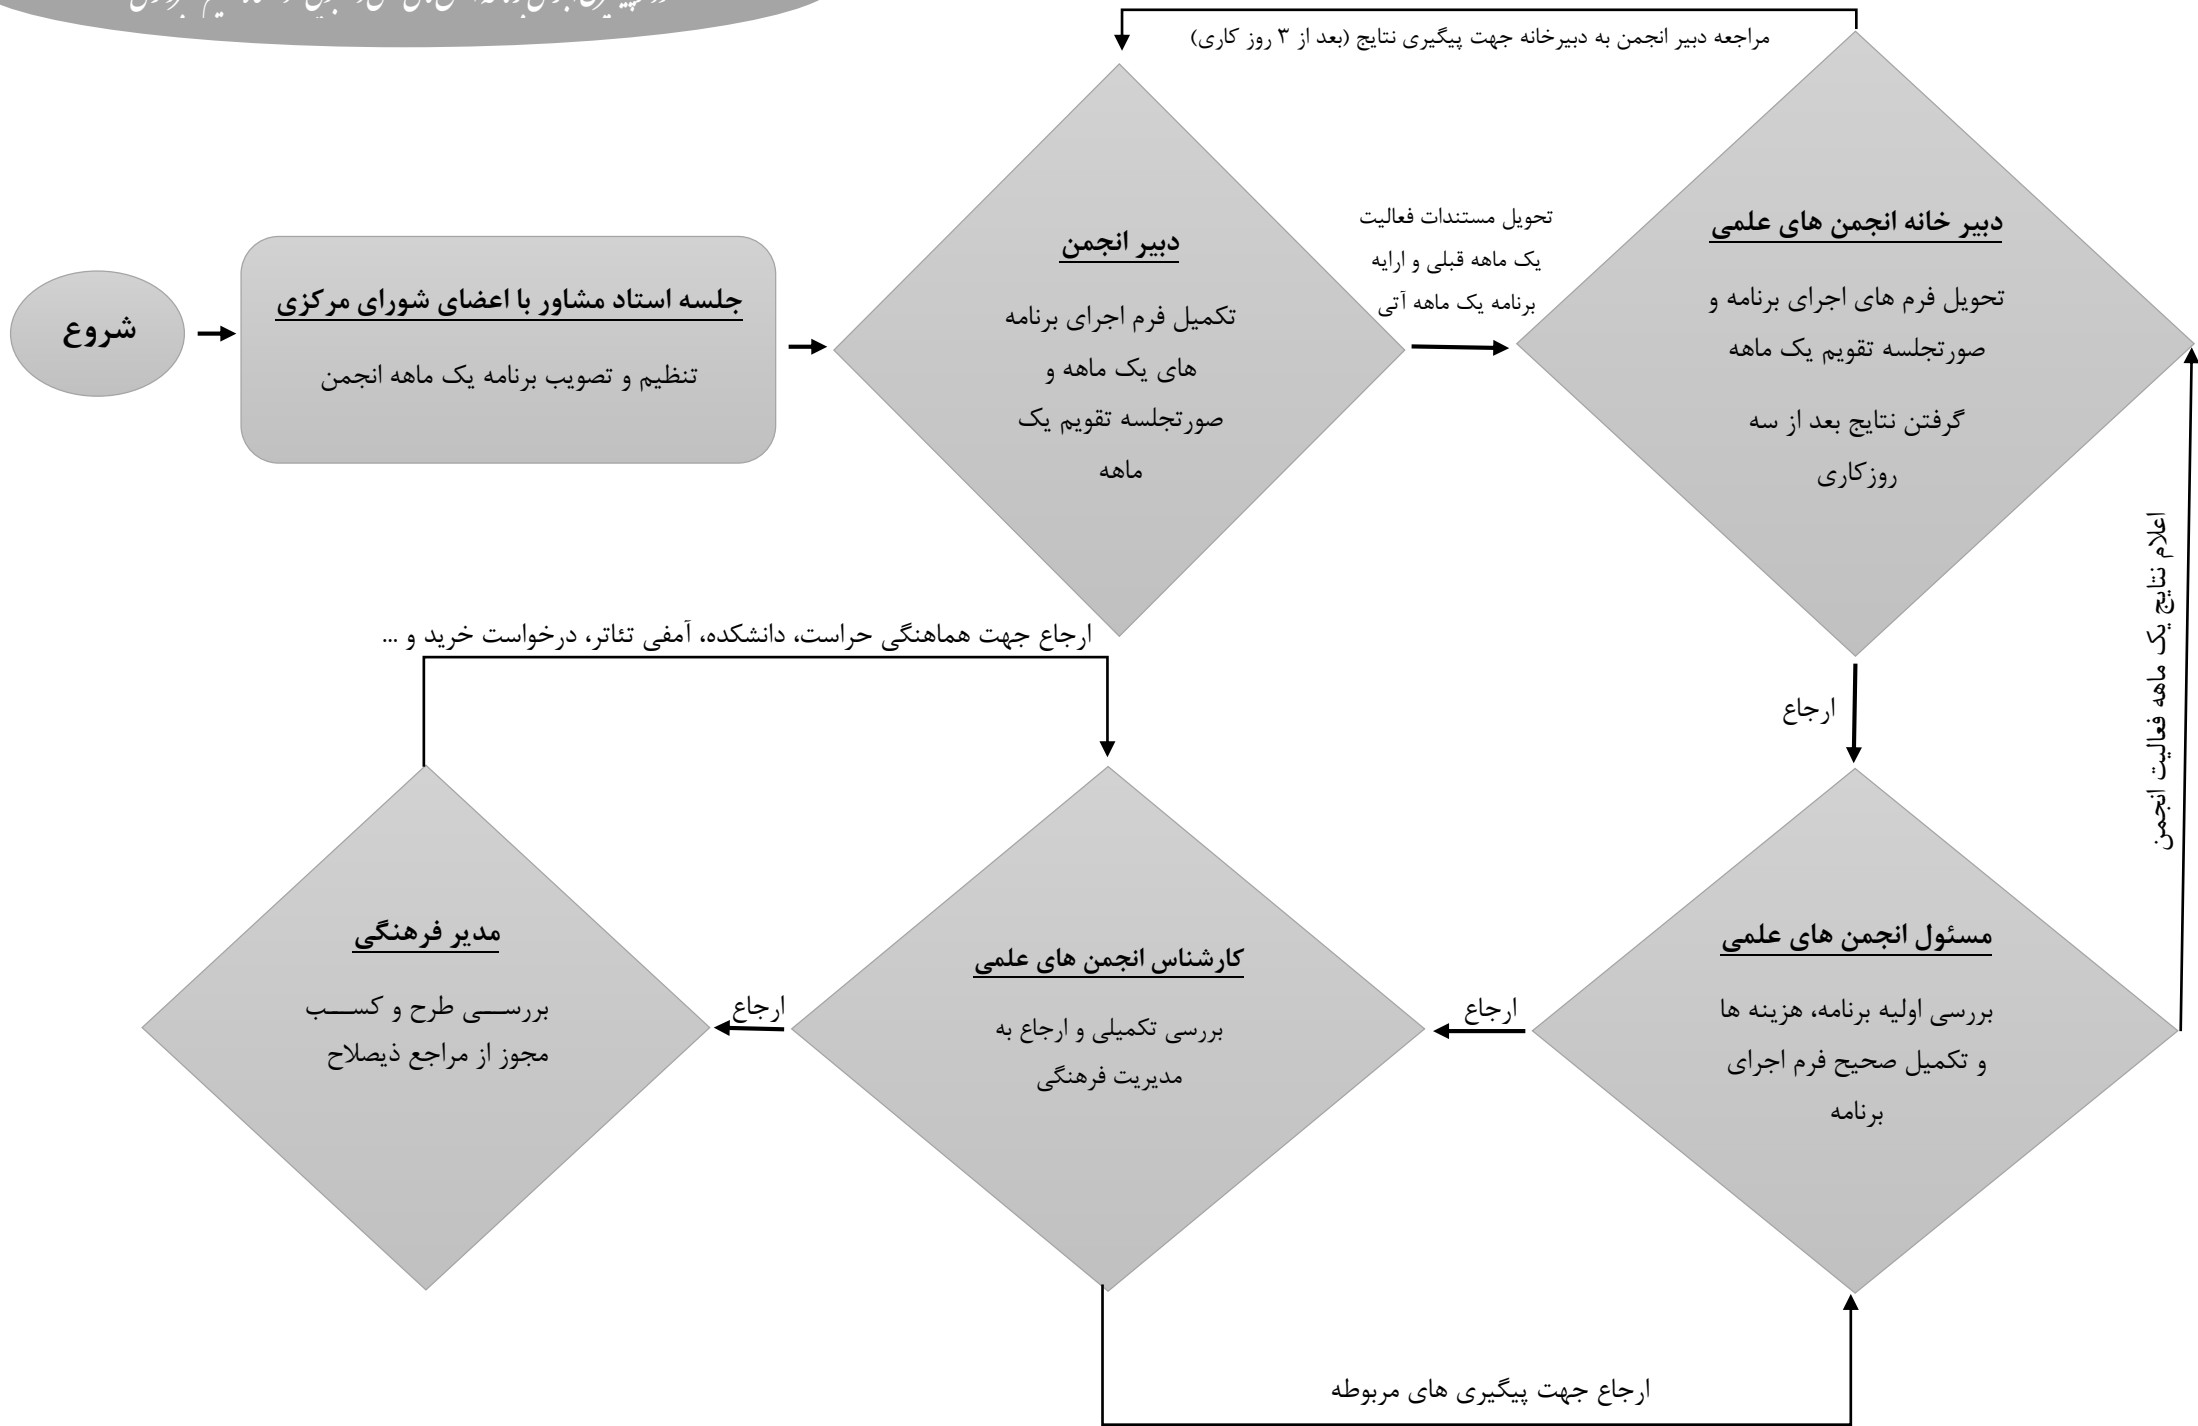 مراجعه دبیر انجمن به دبیرخانه جهت پیگیری نتایج (بعد از ۳ روز کاری)
شروع
جلسه استاد مشاور با اعضای شورای مرکزی
تنظیم و تصویب برنامه یک ماهه انجمن
دبیر انجمن
تکمیل فرم اجرای برنامه
های یک ماهه و
صورتجلسه تقویم یک
ماهه
تحویل مستندات فعالیت
یک ماهه قبلی و ارایه
برنامه یک ماهه آتی
دبیر خانه انجمن های علمی
تحویل فرم های اجرای برنامه و
صورتجلسه تقویم یک ماهه
گرفتن نتایج بعد از سه
روزکاری
ارجاع
اعلام نتایج یک ماهه فعالیت انجمن
مسئول انجمن های علمی
بررسی اولیه برنامه، هزینه ها
و تکمیل صحیح فرم اجرای
برنامه
ارجاع
کارشناس انجمن های علمی
بررسی تکمیلی و ارجاع به
مدیریت فرهنگی
ارجاع
مدیر فرهنگی
بررسی طرح و کسب
مجوز از مراجع ذیصلاح
ارجاع جهت هماهنگی حراست، دانشکده، آمفی تئاتر، درخواست خرید و ...
ارجاع جهت پیگیری های مربوطه